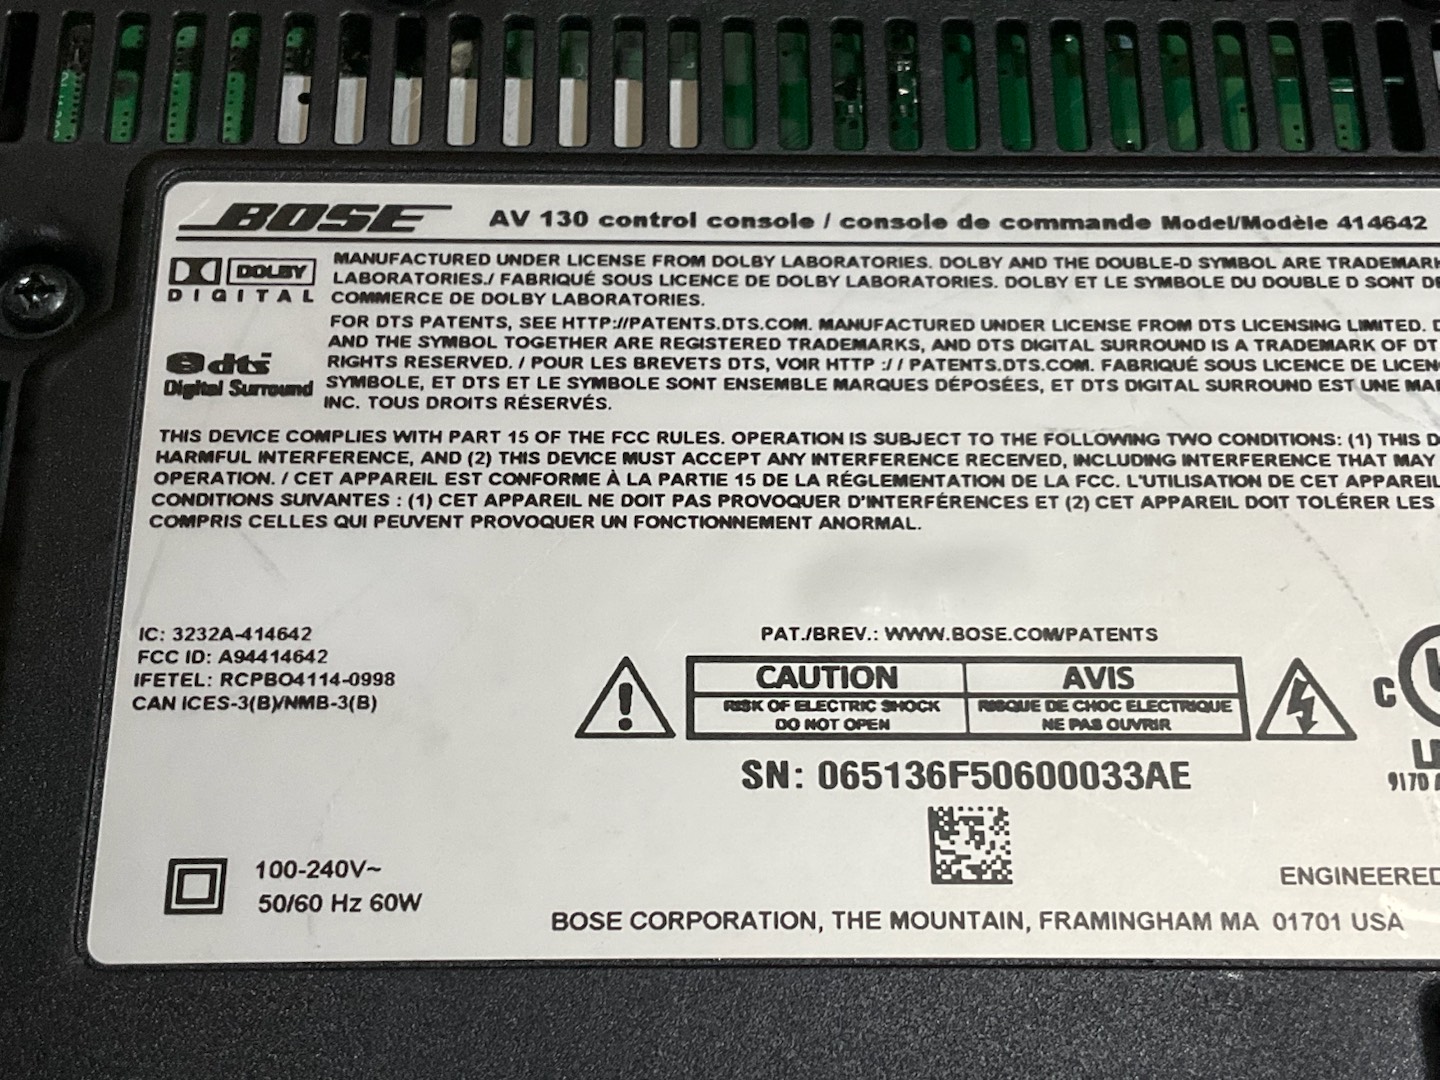 BOSE AV 130 control console / console de commande Model/Modèle 414642
DOLBY
DIGITAL
MANUFACTURED UNDER LICENSE FROM DOLBY LABORATORIES. DOLBY AND THE DOUBLE-D SYMBOL ARE
LABORATORIES./ FABRIQUÉ SOUS LICENCE DE DOLBY LABORATORIES. DOLBY ET LE SYMBOLE DU DOUBLE D SONT
COMMERCE DE DOLBY LABORATORIES.
dts
Digital Surround
FOR DTS PATENTS, SEE HTTP://PATENTS.DTS.COM. MANUFACTURED UNDER LICENSE FROM DTS LICENSING LIMITED.
AND THE SYMBOL TOGETHER ARE REGISTERED TRADEMARKS, AND DTS DIGITAL SURROUND IS A TRADEMARK OF
RIGHTS RESERVED. / POUR LES BREVETS DTS, VOIR HTTP :/ / PATENTS.DTS.COM. FABRIQUÉ SOUS LICENCE DE
SYMBOLE, ET DTS ET LE SYMBOLE SONT ENSEMBLE MARQUES DÉPOSÉES, ET DTS DIGITAL SURROUND EST UNE
INC. TOUS DROITS RÉSERVÉS.
THIS DEVICE COMPLIES WITH PART 15 OF THE FCC RULES. OPERATION IS SUBJECT TO THE FOLLOWING TWO CONDITIONS: (1) THIS
HARMFUL INTERFERENCE, AND (2) THIS DEVICE MUST ACCEPT ANY INTERFERENCE RECEIVED, INCLUDING INTERFERENCE THAT MAY
OPERATION. / CET APPAREIL EST CONFORME À LA PARTIE 15 DE LA RÉGLEMENTATION DE LA FCC. L'UTILISATION DE CET APPAREIL
CONDITIONS SUIVANTES : (1) CET APPAREIL NE DOIT PAS PROVOQUER D'INTERFÉRENCES ET (2) CET APPAREIL DOIT TOLÉRER LES
COMPRIS CELLES QUI PEUVENT PROVOQUER UN FONCTIONNEMENT ANORMAL.
IC: 3232A-414642
FCC ID: A94414642
IFETEL: RCPBO4114-0998
CAN ICES-3(B)/NMB-3(B)
PAT./BREV.: WWW.BOSE.COM/PATENTS
CAUTION
RISK OF ELECTRIC SHOCK
DO NOT OPEN
AVIS
RISQUE DE CHOC ELECTRIQUE
NE PAS OUVRIR
C
9170
SN: 065136F50600033AE
100-240V~
50/60 Hz 60W
ENGINEERED
BOSE CORPORATION, THE MOUNTAIN, FRAMINGHAM MA 01701 USA